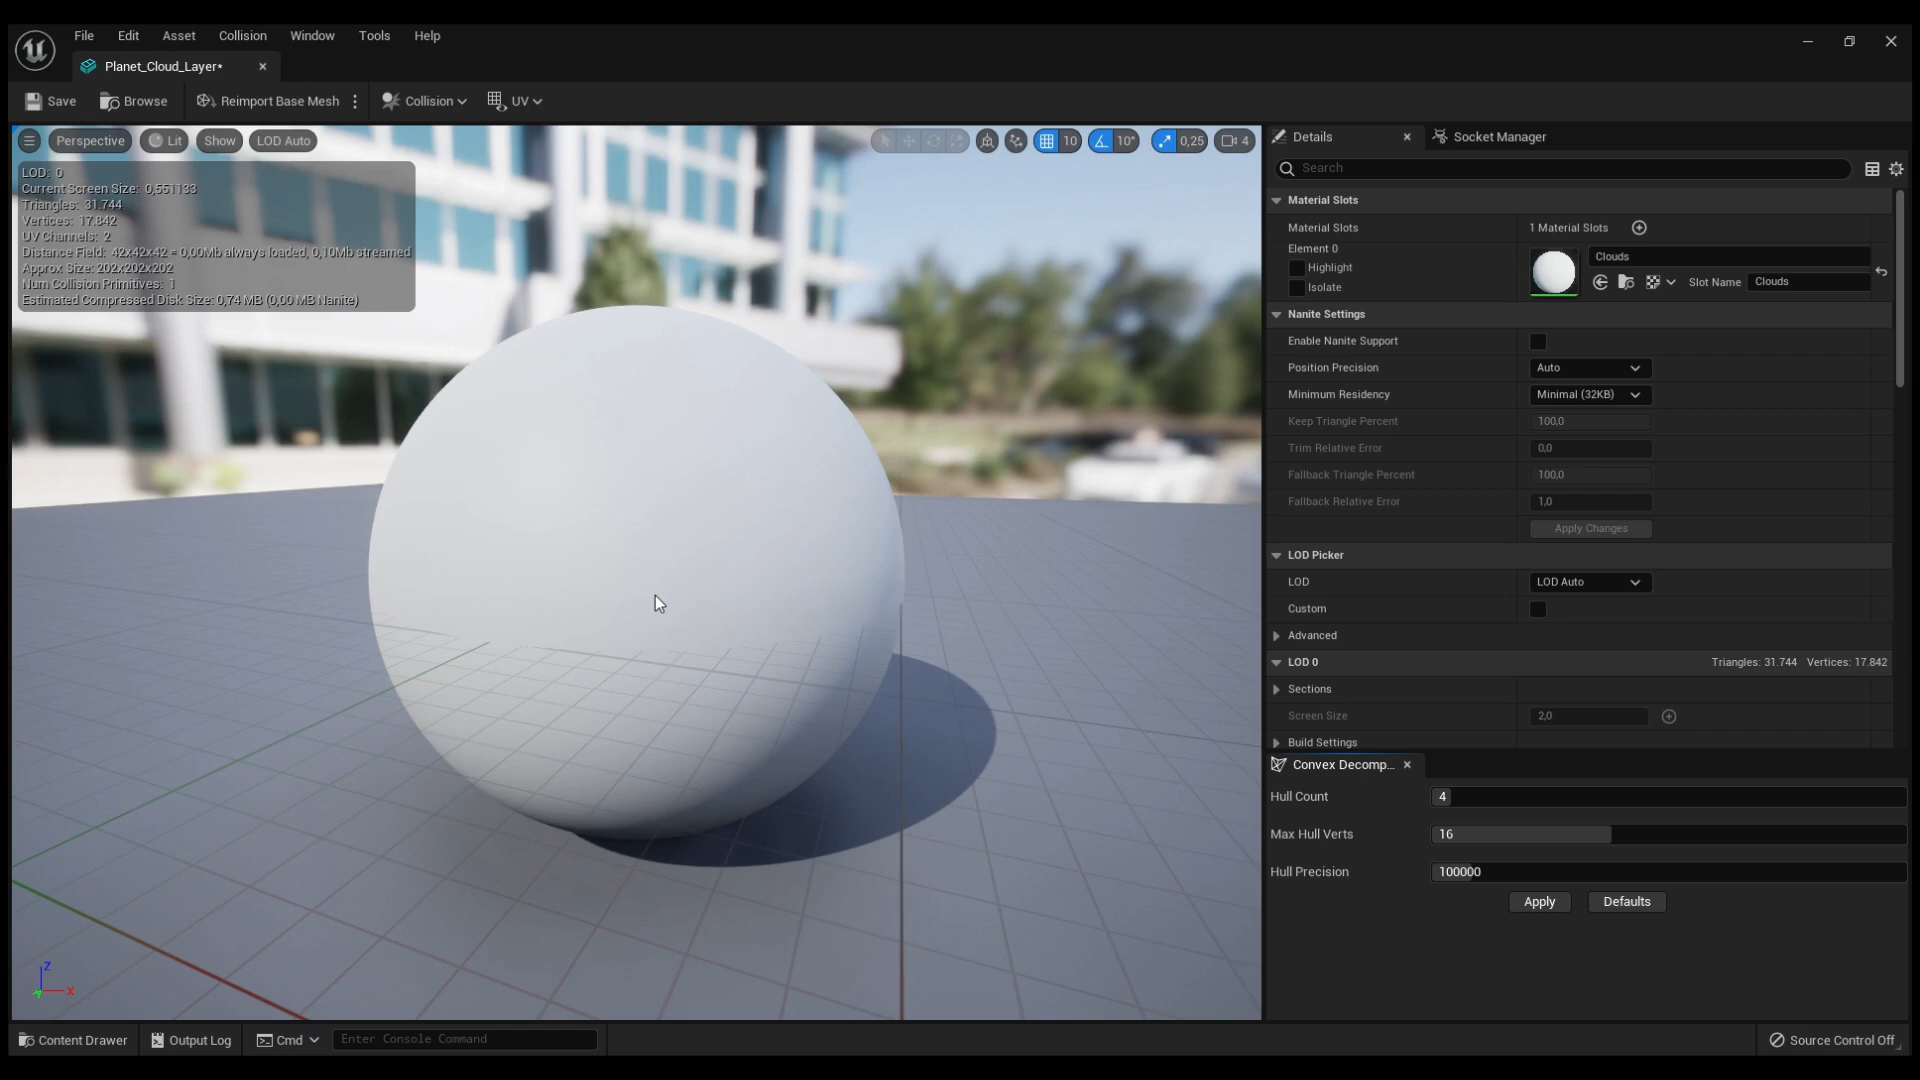 File Edit Asset Collision Window Tools Help
Planet_Cloud_Layer*
Save Browse Reimport Base Mesh Collision UV
Perspective Lit Show LOD Auto 10 10° 0,25 4
LOD: 0
Current Screen Size: 0,551133
Triangles: 31.744
Vertices: 17.842
UV Channels: 2
Distance Field: 42x42x42 = 0,00Mb always loaded, 0,10Mb streamed
Approx Size: 202x202x202
Num Collision Primitives: 1
Estimated Compressed Disk Size: 0,74 MB (0,00 MB Nanite)
Z
X
Y
Details Socket Manager
Search
Material Slots
Material Slots 1 Material Slots
Element 0
Highlight
Isolate
Clouds
Slot Name Clouds
Nanite Settings
Enable Nanite Support
Position Precision Auto
Minimum Residency Minimal (32KB)
Keep Triangle Percent 100,0
Trim Relative Error 0,0
Fallback Triangle Percent 100,0
Fallback Relative Error 1,0
Apply Changes
LOD Picker
LOD LOD Auto
Custom
Advanced
LOD 0 Triangles: 31.744 Vertices: 17.842
Sections
Screen Size 2,0
Build Settings
Convex Decomp...
Hull Count 4
Max Hull Verts 16
Hull Precision 100000
Apply Defaults
Content Drawer Output Log Cmd Enter Console Command Source Control Off